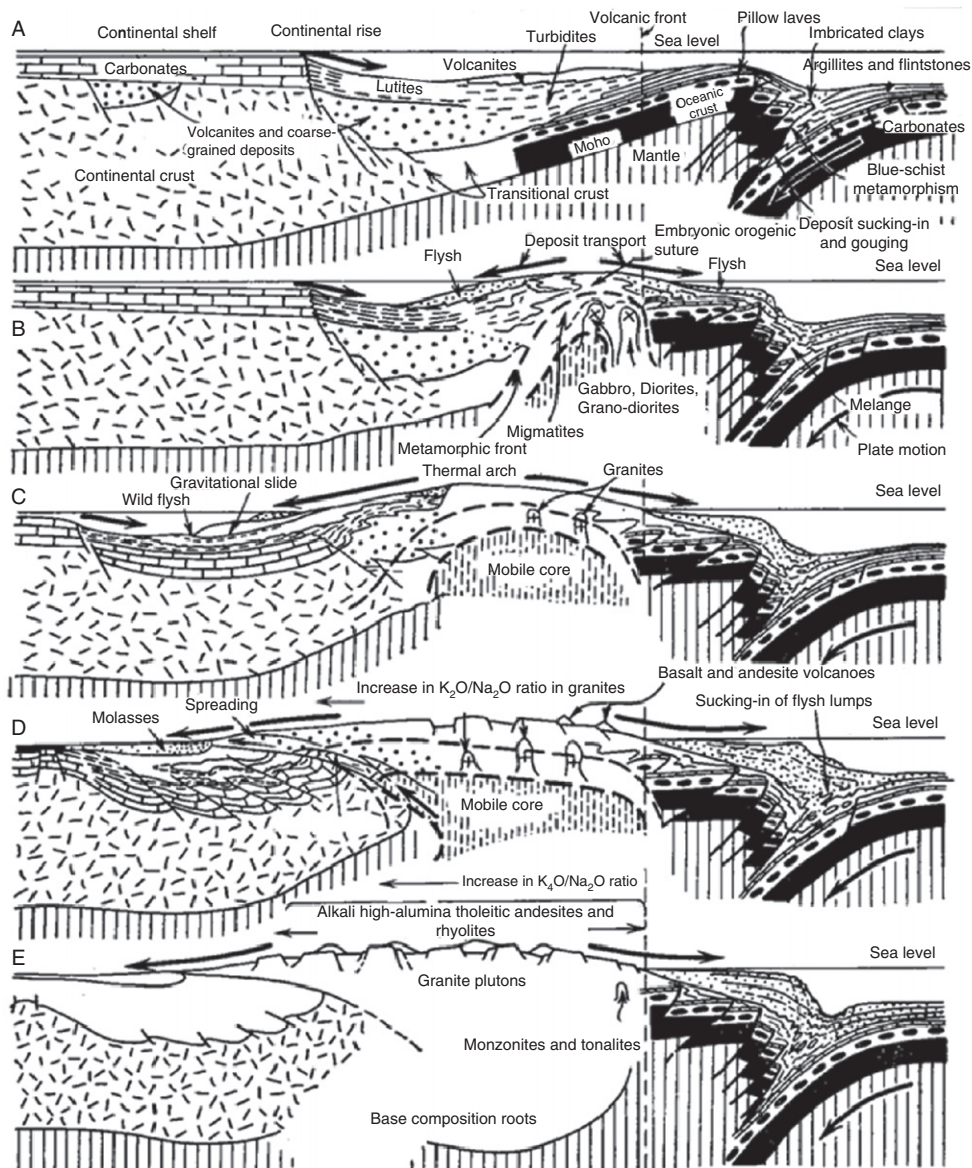 A
Continental shelf
Continental rise
Volcanic front
Pillow laves
Turbidites
Sea level
Imbricated clays
Carbonates
Volcanites
Argillites and flintstones
Lutites
Oceanic
crust
Volcanites and coarse-
grained deposits
Moho
Carbonates
Continental crust
Mantle
Blue-schist
metamorphism
Transitional crust
Deposit sucking-in
and gouging
B
Flysh
Deposit transport
Embryonic orogenic
suture
Flysh
Sea level
Gabbro, Diorites,
Grano-diorites
Melange
Migmatites
Metamorphic front
Plate motion
C
Wild flysh
Gravitational slide
Thermal arch
Granites
Sea level
Mobile core
Increase in K2O/Na2O ratio in granites
Basalt and andesite volcanoes
D
Molasses
Spreading
Sucking-in of flysh lumps
Sea level
Mobile core
Increase in K4O/Na2O ratio
Alkali high-alumina tholeitic andesites and
rhyolites
E
Sea level
Granite plutons
Monzonites and tonalites
Base composition roots